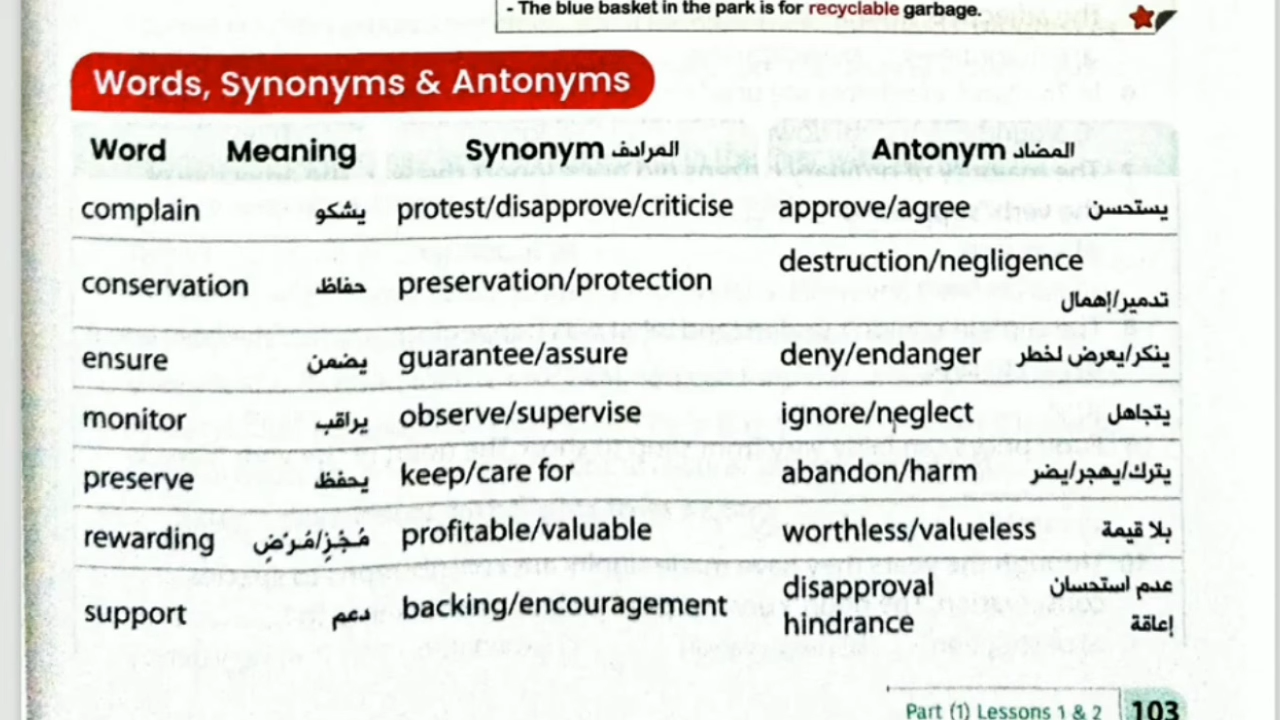 - The blue basket in the park is for recyclable garbage.
Words, Synonyms & Antonyms
Word Meaning Synonym المرادف Antonym المضاد
complain يشكو protest/disapprove/criticise approve/agree يستحسن
conservation حفاظ preservation/protection destruction/negligence
تدمير/إهمال
ensure يضمن guarantee/assure deny/endanger ينكر/يعرض لخطر
monitor يراقب observe/supervise ignore/neglect يتجاهل
preserve يحفظ keep/care for abandon/harm يترك/يهجر/يضر
rewarding مُجْزٍ/مُرْضٍ profitable/valuable worthless/valueless بلا قيمة
support دعم backing/encouragement disapproval عدم استحسان
hindrance إعاقة
Part (1) Lessons 1 & 2 103